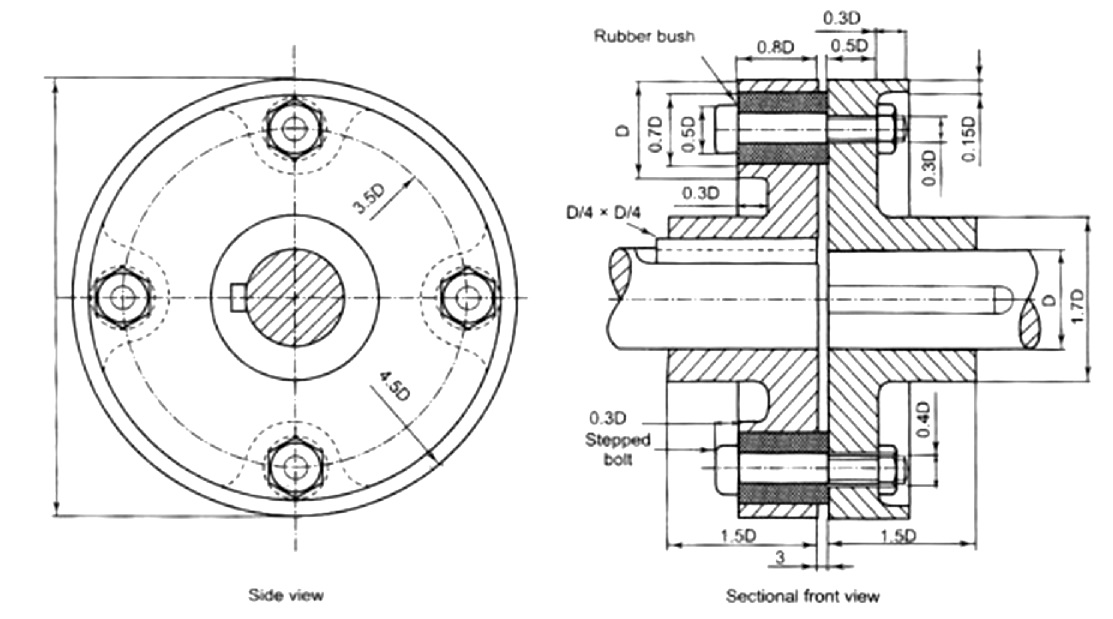 0.3D
Rubber bush
0.8D
0.5D
D
0.7D
0.5D
0.15D
0.3D
3.5D
0.3D
D/4 × D/4
D
1.7D
4.5D
0.3D
Stepped
bolt
0.4D
1.5D
1.5D
3
Side view
Sectional front view